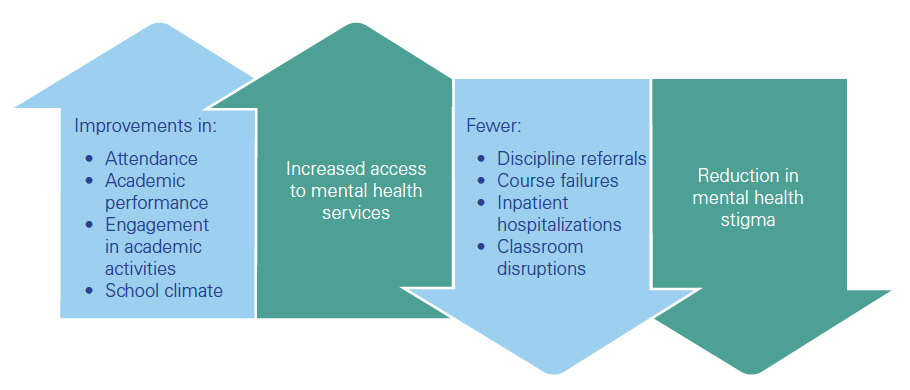 Improvements in:
• Attendance
• Academic
performance
• Engagement
in academic
activities
• School climate
Increased access
to mental health
services
Fewer:
• Discipline referrals
• Course failures
• Inpatient
hospitalizations
• Classroom
disruptions
Reduction in
mental health
stigma